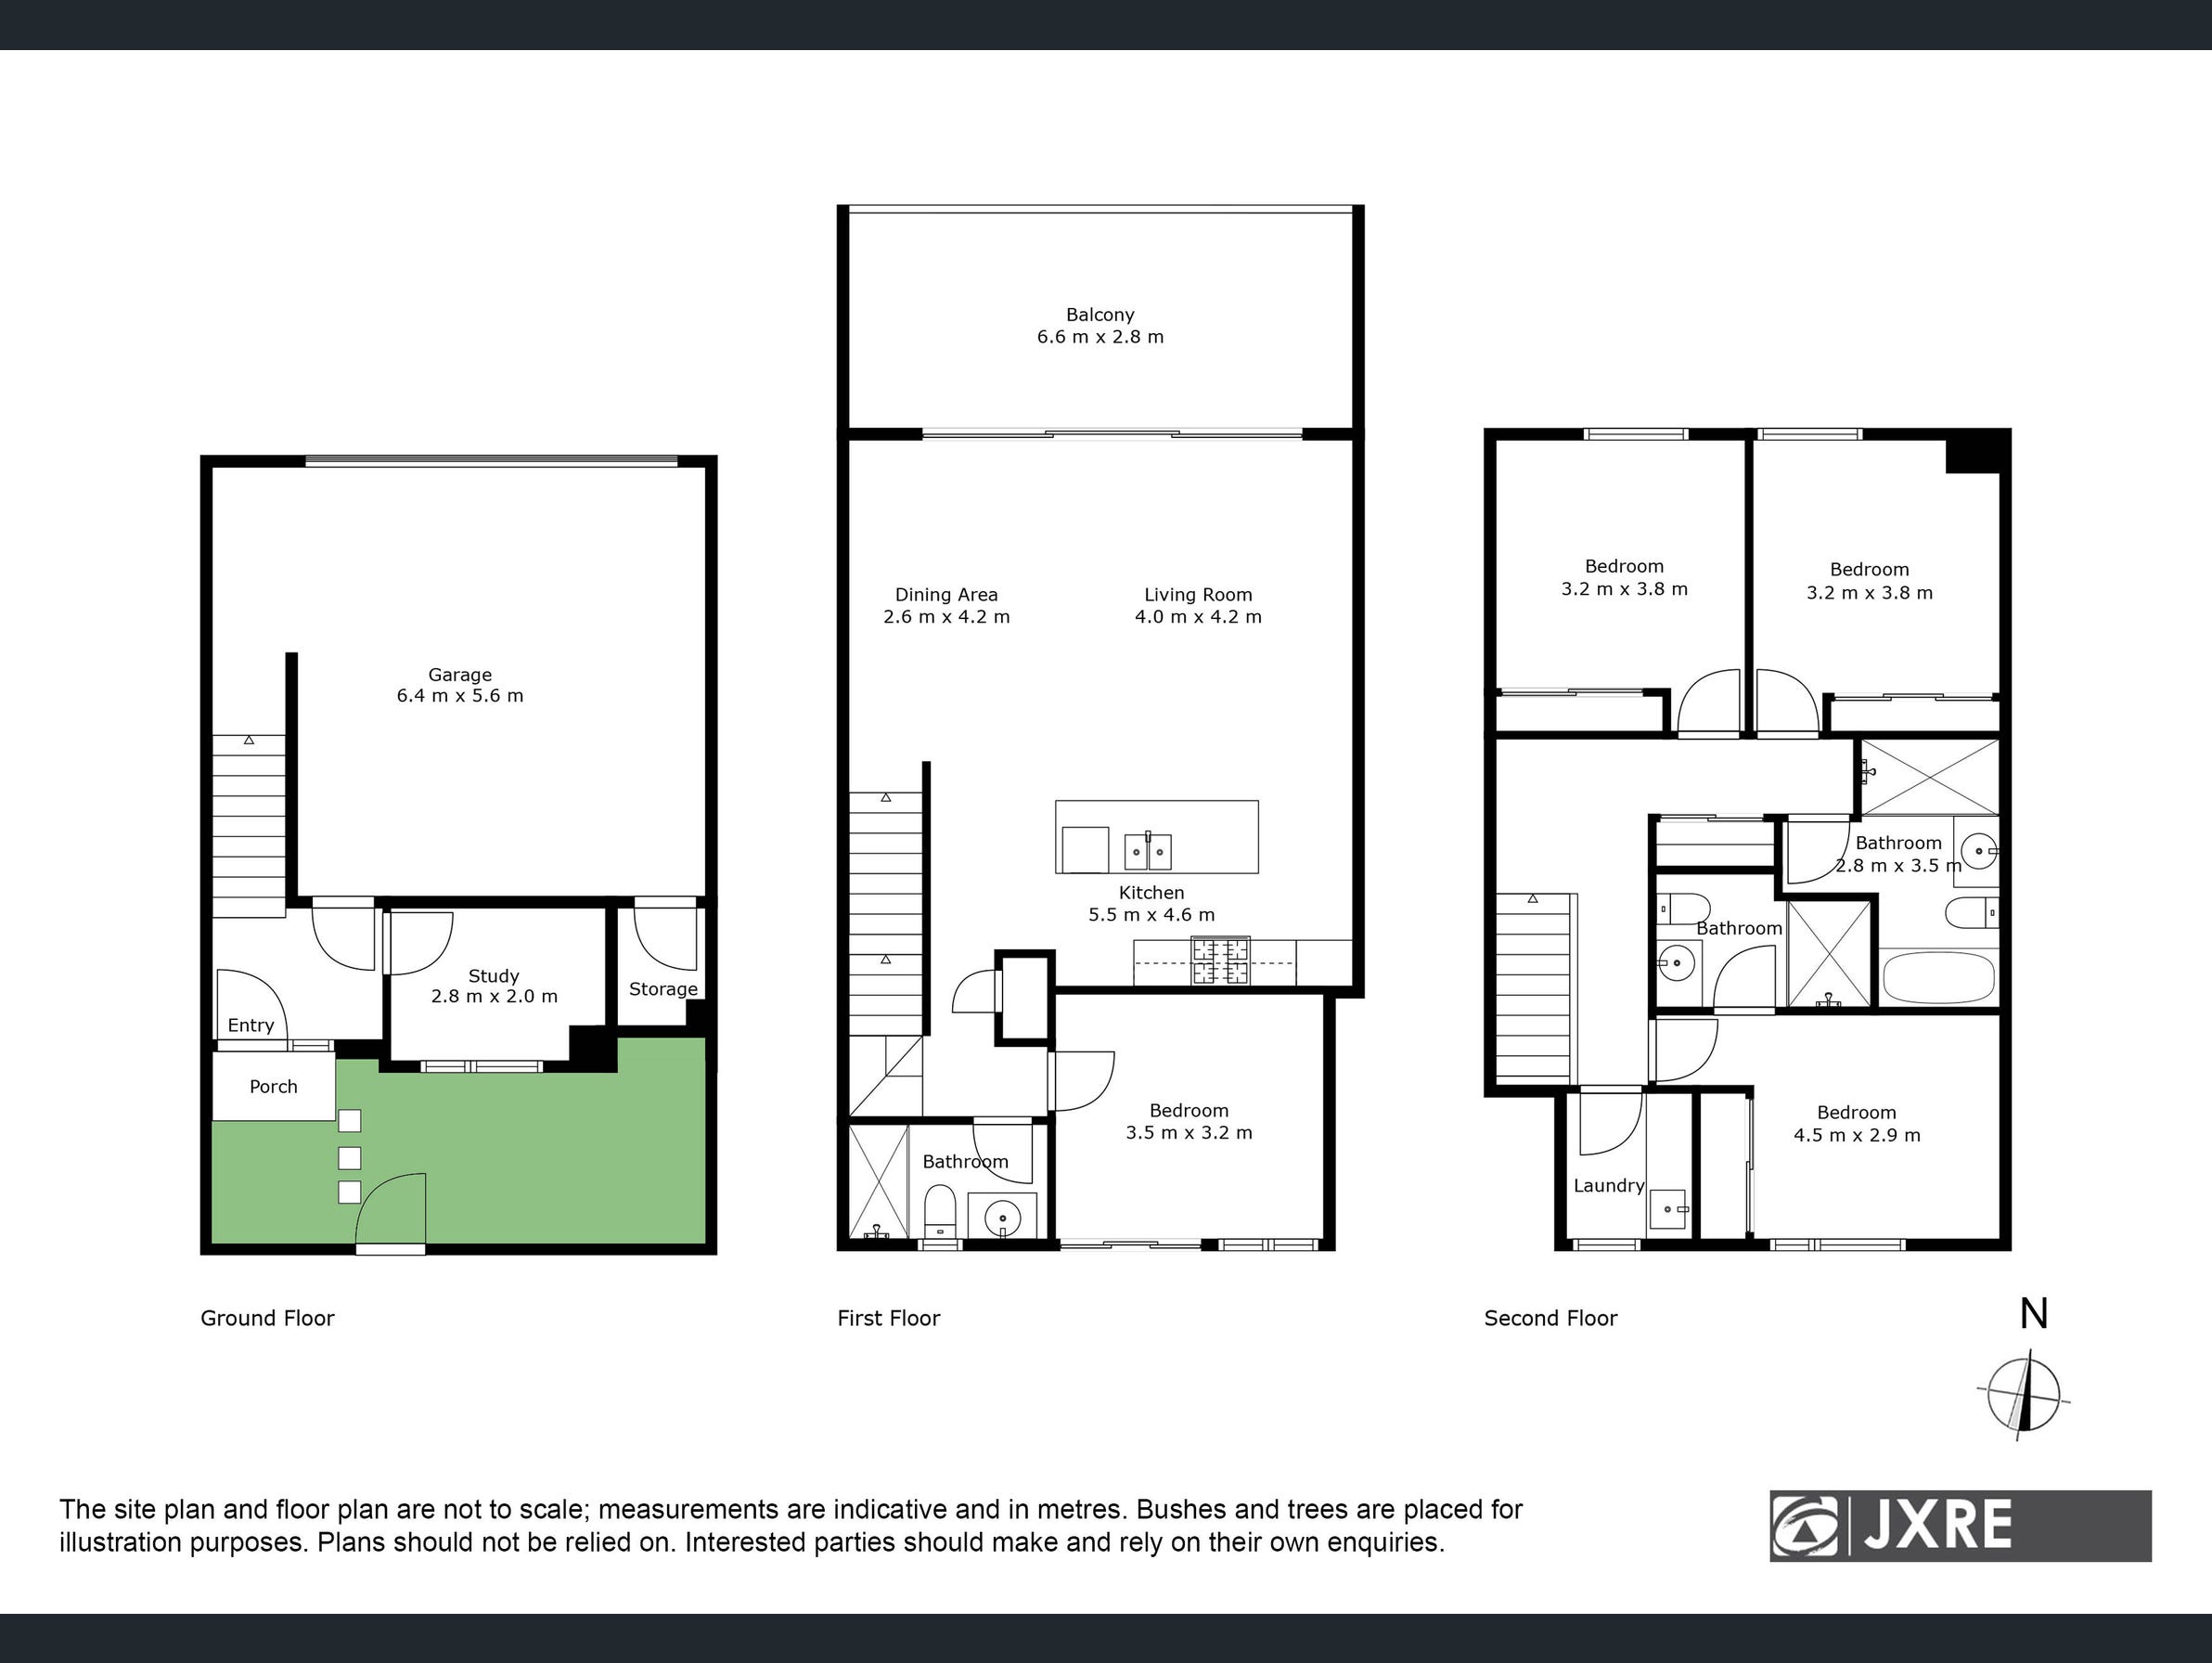 Balcony
6.6 m x 2.8 m
Dining Area
2.6 m x 4.2 m
Living Room
4.0 m x 4.2 m
Kitchen
5.5 m x 4.6 m
Bedroom
3.5 m x 3.2 m
Bathroom
Garage
6.4 m x 5.6 m
Study
2.8 m x 2.0 m
Storage
Entry
Porch
Bedroom
3.2 m x 3.8 m
Bedroom
3.2 m x 3.8 m
Bathroom
2.8 m x 3.5 m
Bathroom
Bedroom
4.5 m x 2.9 m
Laundry
Ground Floor
First Floor
Second Floor
N
The site plan and floor plan are not to scale; measurements are indicative and in metres. Bushes and trees are placed for
illustration purposes. Plans should not be relied on. Interested parties should make and rely on their own enquiries.
JXRE